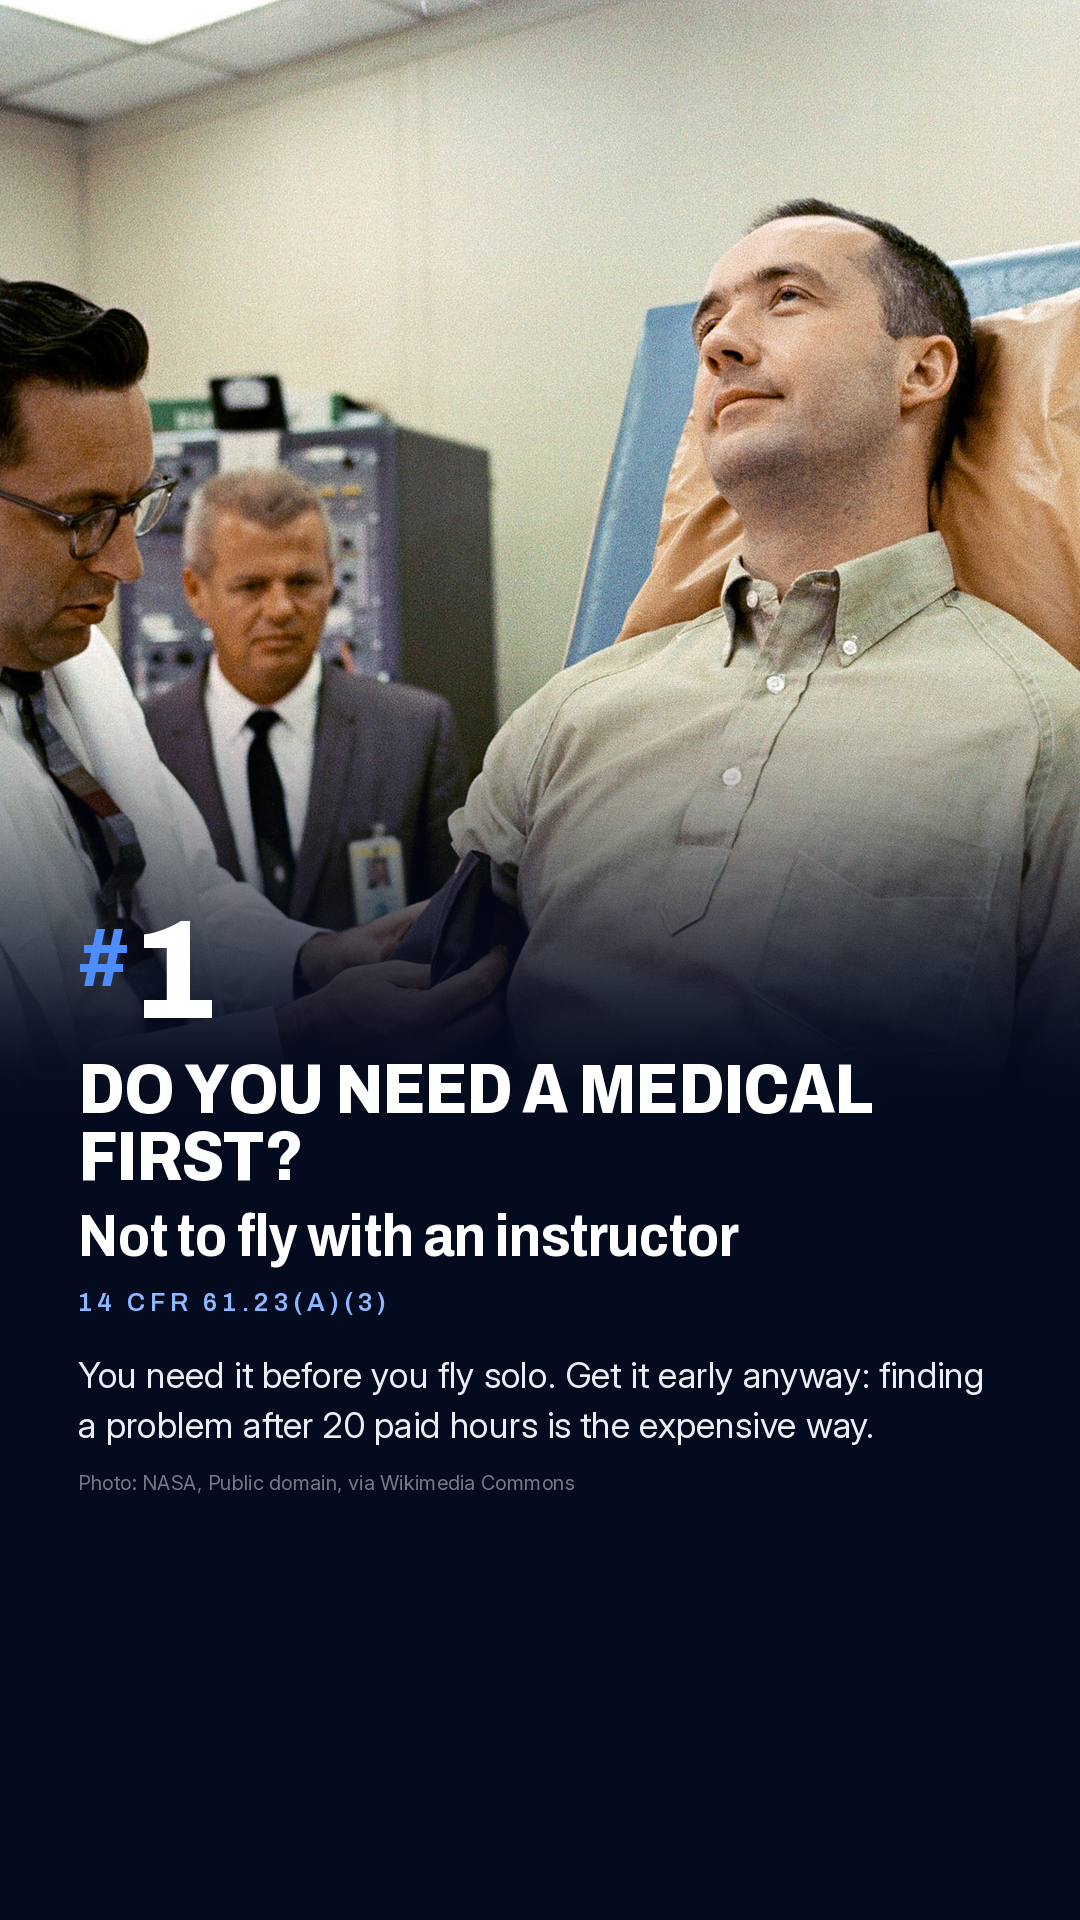 #1
DO YOU NEED A MEDICAL
FIRST?
Not to fly with an instructor
14 CFR 61.23(A)(3)
You need it before you fly solo. Get it early anyway: finding
a problem after 20 paid hours is the expensive way.
Photo: NASA, Public domain, via Wikimedia Commons